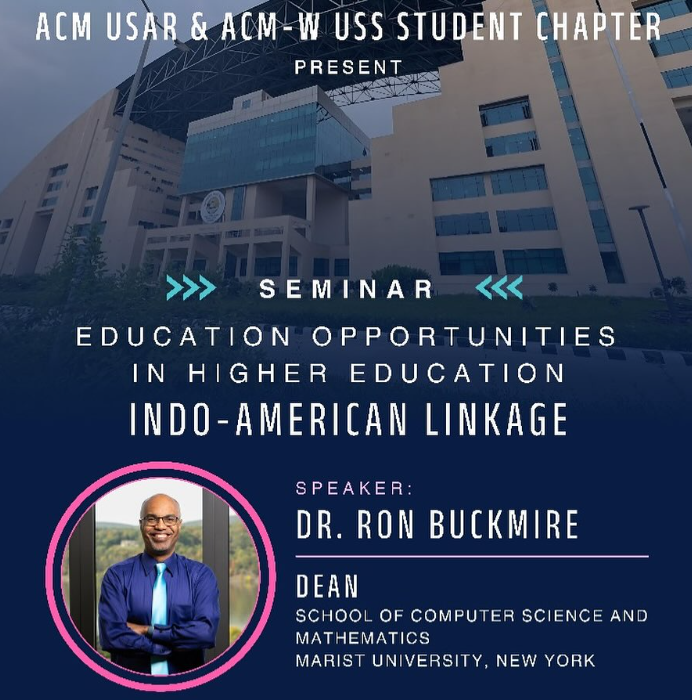 ACM USAR & ACM-W USS STUDENT CHAPTER
PRESENT
>>> SEMINAR <<<
EDUCATION OPPORTUNITIES
IN HIGHER EDUCATION
INDO-AMERICAN LINKAGE
SPEAKER:
DR. RON BUCKMIRE
DEAN
SCHOOL OF COMPUTER SCIENCE AND
MATHEMATICS
MARIST UNIVERSITY, NEW YORK